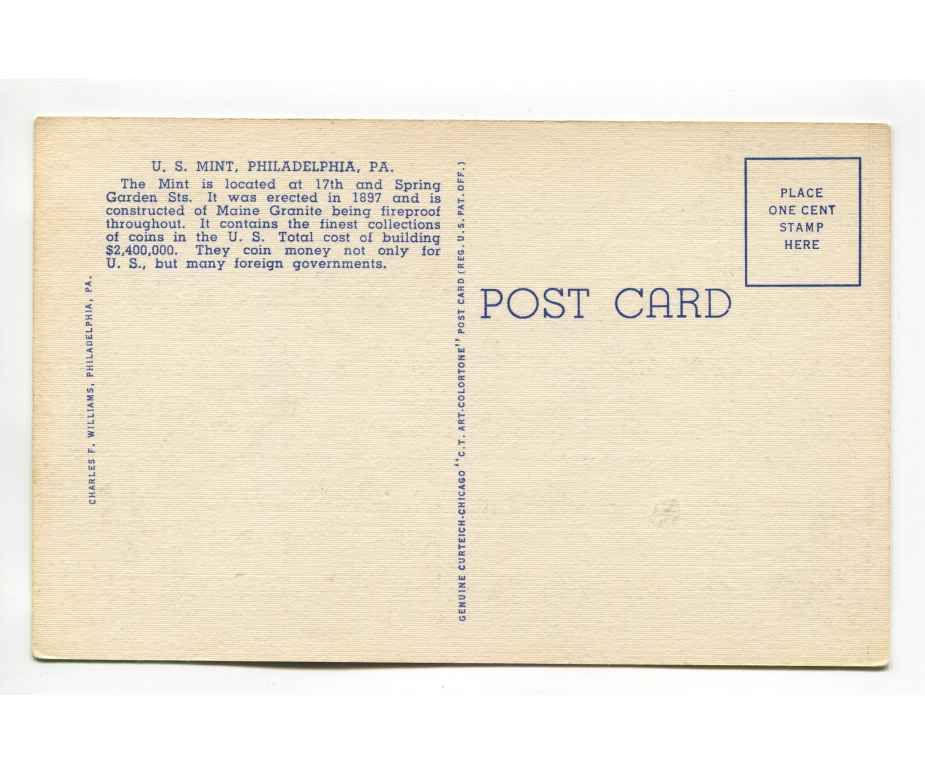 U. S. MINT, PHILADELPHIA, PA.
The Mint is located at 17th and Spring
Garden Sts. It was erected in 1897 and is
constructed of Maine Granite being fireproof
throughout. It contains the finest collections
of coins in the U. S. Total cost of building
$2,400,000. They coin money not only for
U. S., but many foreign governments.
CHARLES F. WILLIAMS, PHILADELPHIA, PA.
GENUINE CURTEICH-CHICAGO "C.T. ART-COLORTONE" POST CARD (REG. U.S. PAT. OFF.)
POST CARD
PLACE
ONE CENT
STAMP
HERE